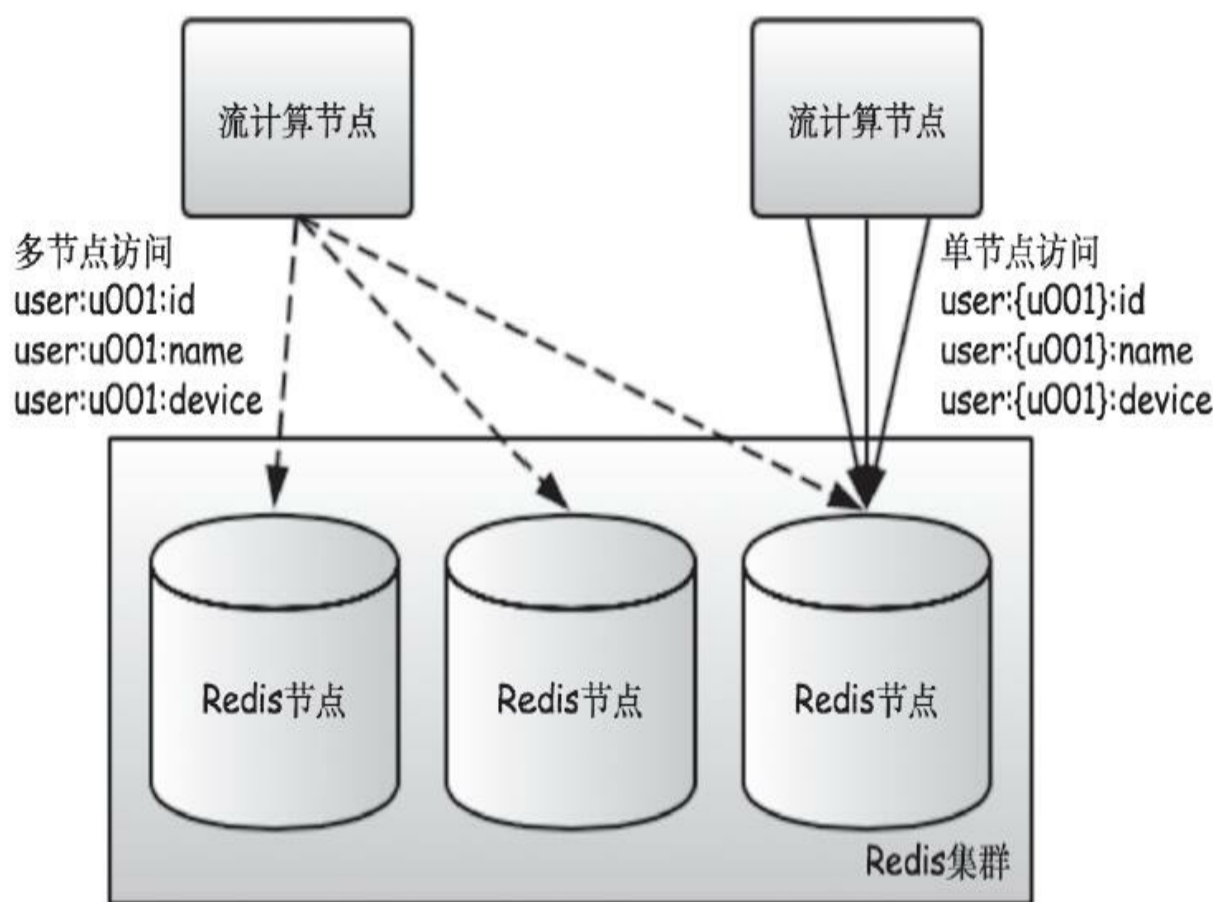 流计算节点
流计算节点
多节点访问
user:u001:id
user:u001:name
user:u001:device
单节点访问
user:{u001}:id
user:{u001}:name
user:{u001}:device
Redis节点
Redis节点
Redis节点
Redis集群